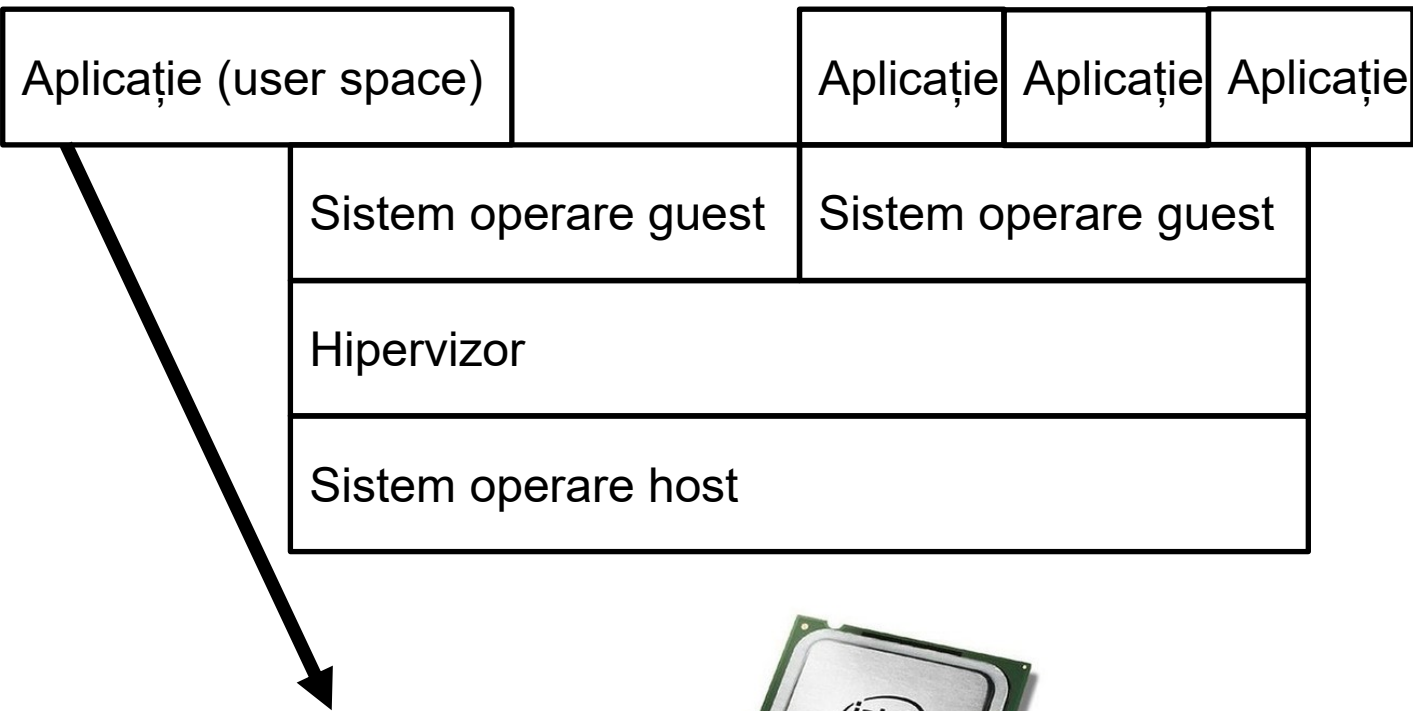 Aplicație (user space)
Aplicație
Aplicație
Aplicație
Sistem operare guest
Sistem operare guest
Hipervizor
Sistem operare host